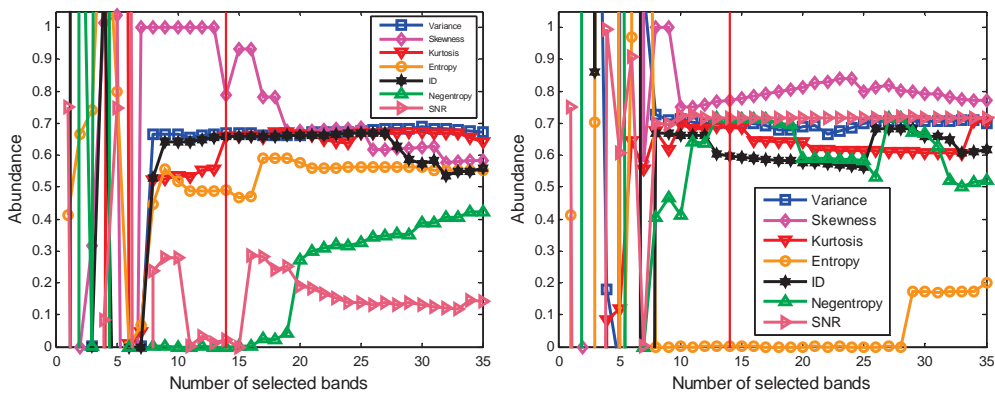 Abundance
1
0.9
0.8
0.7
0.6
0.5
0.4
0.3
0.2
0.1
0
0 5 10 15 20 25 30 35
Number of selected bands
Variance
Skewness
Kurtosis
Entropy
ID
Negentropy
SNR
Abundance
1
0.9
0.8
0.7
0.6
0.5
0.4
0.3
0.2
0.1
0
0 5 10 15 20 25 30 35
Number of selected bands
Variance
Skewness
Kurtosis
Entropy
ID
Negentropy
SNR